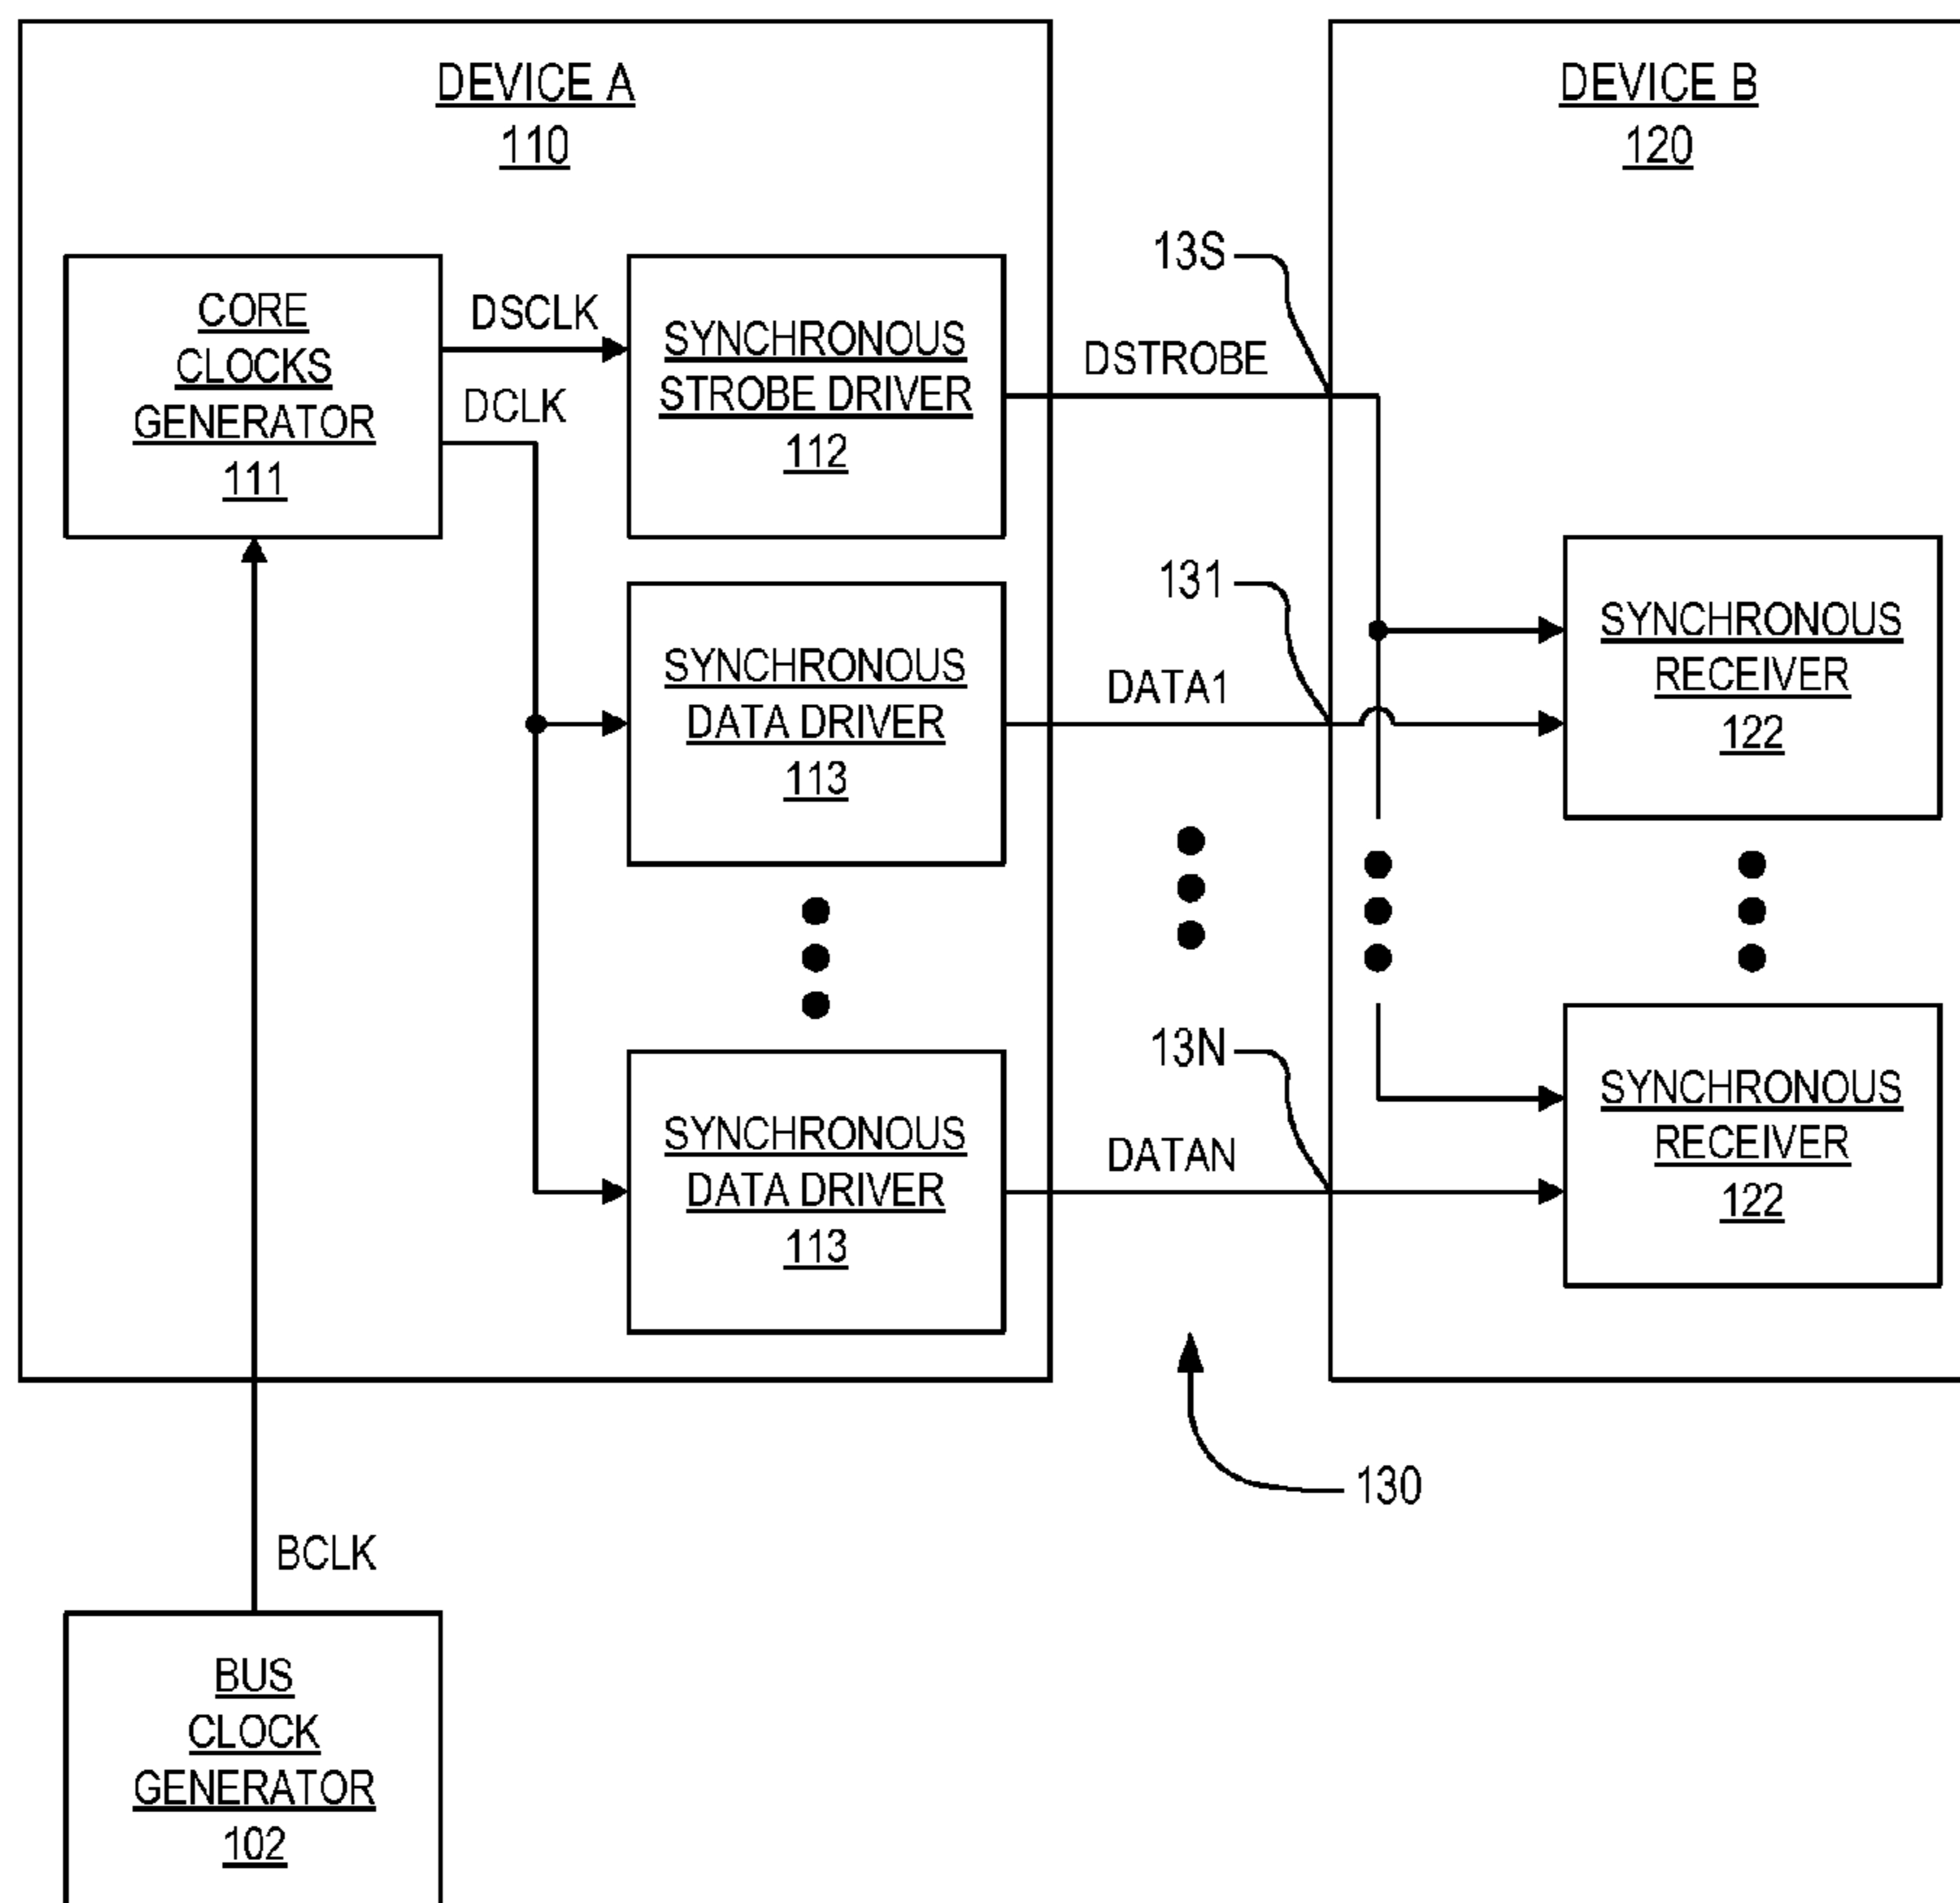 DEVICE A
110
DEVICE B
120
CORE
CLOCKS
GENERATOR
111
DSCLK
DCLK
SYNCHRONOUS
STROBE DRIVER
112
DSTROBE
13S
SYNCHRONOUS
DATA DRIVER
113
DATA1
131
SYNCHRONOUS
RECEIVER
122
SYNCHRONOUS
DATA DRIVER
113
DATAN
13N
SYNCHRONOUS
RECEIVER
122
130
BCLK
BUS
CLOCK
GENERATOR
102